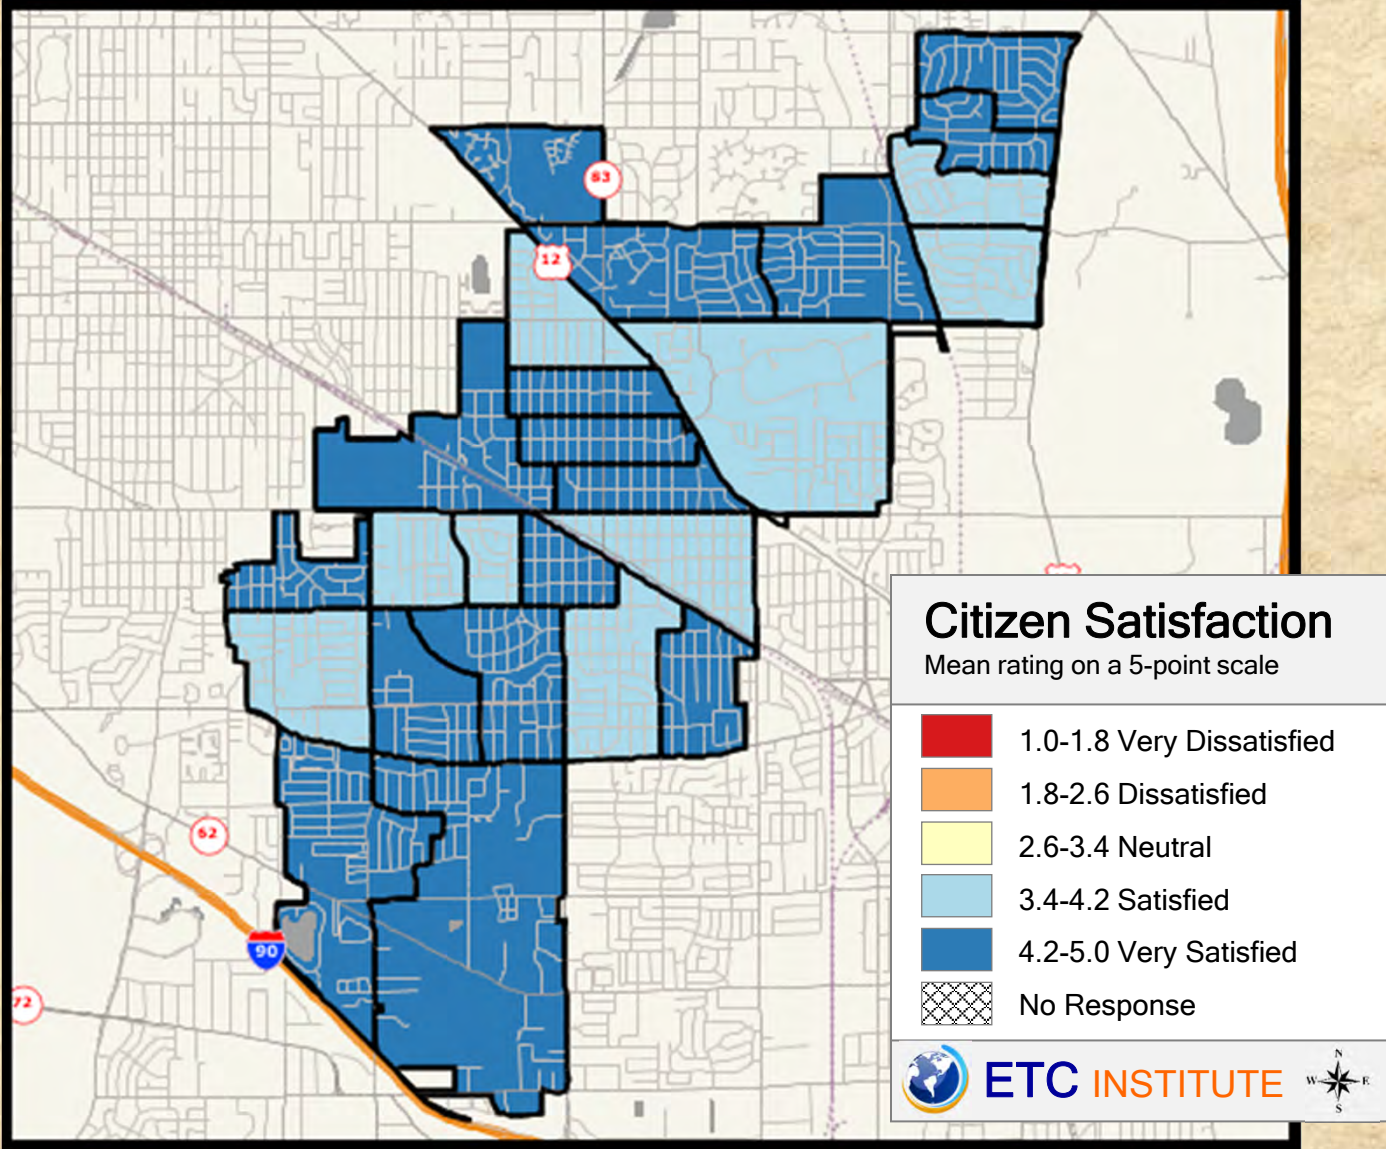 83
12
62
90
72
Citizen Satisfaction
Mean rating on a 5-point scale
1.0-1.8 Very Dissatisfied
1.8-2.6 Dissatisfied
2.6-3.4 Neutral
3.4-4.2 Satisfied
4.2-5.0 Very Satisfied
No Response
ETC INSTITUTE
N
W E
S